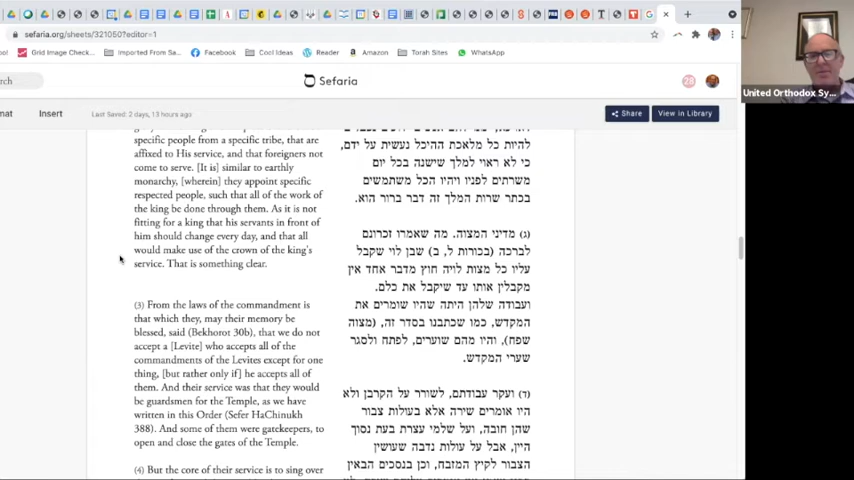 sefaria.org/sheets/321050?editor=1
Grid Image Check...
Imported From Sa...
Facebook
Cool Ideas
Reader
Amazon
Torah Sites
WhatsApp
United Orthodox Sy...
rch
Sefaria
28
mat
Insert
Last Saved: 2 days, 13 hours ago
Share
View in Library
specific people from a specific tribe, that are
affixed to His service, and that foreigners not
come to serve. [It is] similar to earthly
monarchy, [wherein] they appoint specific
respected people, such that all of the work of
the king be done through them. As it is not
fitting for a king that his servants in front of
him should change every day, and that all
would make use of the crown of the king's
service. That is something clear.
(3) From the laws of the commandment is
that which they, may their memory be
blessed, said (Bekhorot 30b), that we do not
accept a [Levite] who accepts all of the
commandments of the Levites except for one
thing, [but rather only if] he accepts all of
them. And their service was that they would
be guardsmen for the Temple, as we have
written in this Order (Sefer HaChinukh
388). And some of them were gatekeepers, to
open and close the gates of the Temple.
(4) But the core of their service is to sing over
להיות כל מלאכת ההיכל נעשית על ידם,
כי לא ראוי למלך שישנה בכל יום
משרתים לפניו ויהיו הכל משתמשים
בכתר שרות המלך זה דבר ברור הוא.
(ג) מדיני המצוה. מה שאמרו זכרונם
לברכה (בכורות ל, ב) שבן לוי שקבל
עליו כל מצות לויה חוץ מדבר אחד אין
מקבלין אותו עד שיקבל את כלם.
ועבודה שלהן היתה שהיו שומרים את
המקדש, כמו שכתבנו בסדר זה, (מצוה
שפח), והיו מהם שוערים, לפתח ולסגר
שערי המקדש.
(ד) ועקר עבודתם, לשורר על הקרבן ולא
היו אומרים שירה אלא בעולות צבור
שהן חובה, ועל שלמי עצרת בעת נסוך
היין, אבל על עולות נדבה שעושין
הצבור לקיץ המזבח, וכן בנסכים הבאין